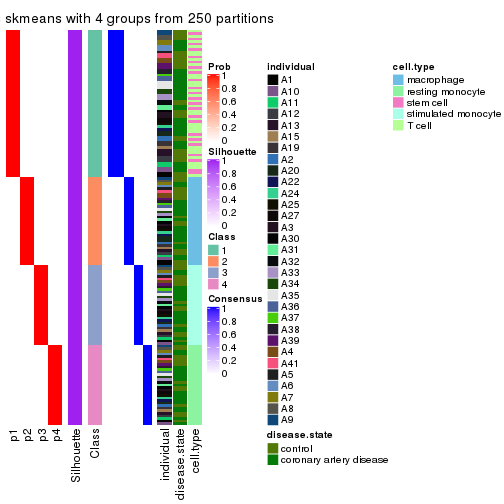 skmeans with 4 groups from 250 partitions
p1
p2
p3
p4
Silhouette
Class
individual
disease.state
cell.type
Prob
1
0.8
0.6
0.4
0.2
0
Silhouette
1
0.8
0.6
0.4
0.2
0
Class
1
2
3
4
Consensus
1
0.8
0.6
0.4
0.2
0
individual
A1
A10
A11
A12
A13
A15
A19
A2
A20
A22
A24
A25
A27
A3
A30
A31
A32
A33
A34
A35
A36
A37
A38
A39
A4
A41
A5
A6
A7
A8
A9
disease.state
control
coronary artery disease
cell.type
macrophage
resting monocyte
stem cell
stimulated monocyte
T cell